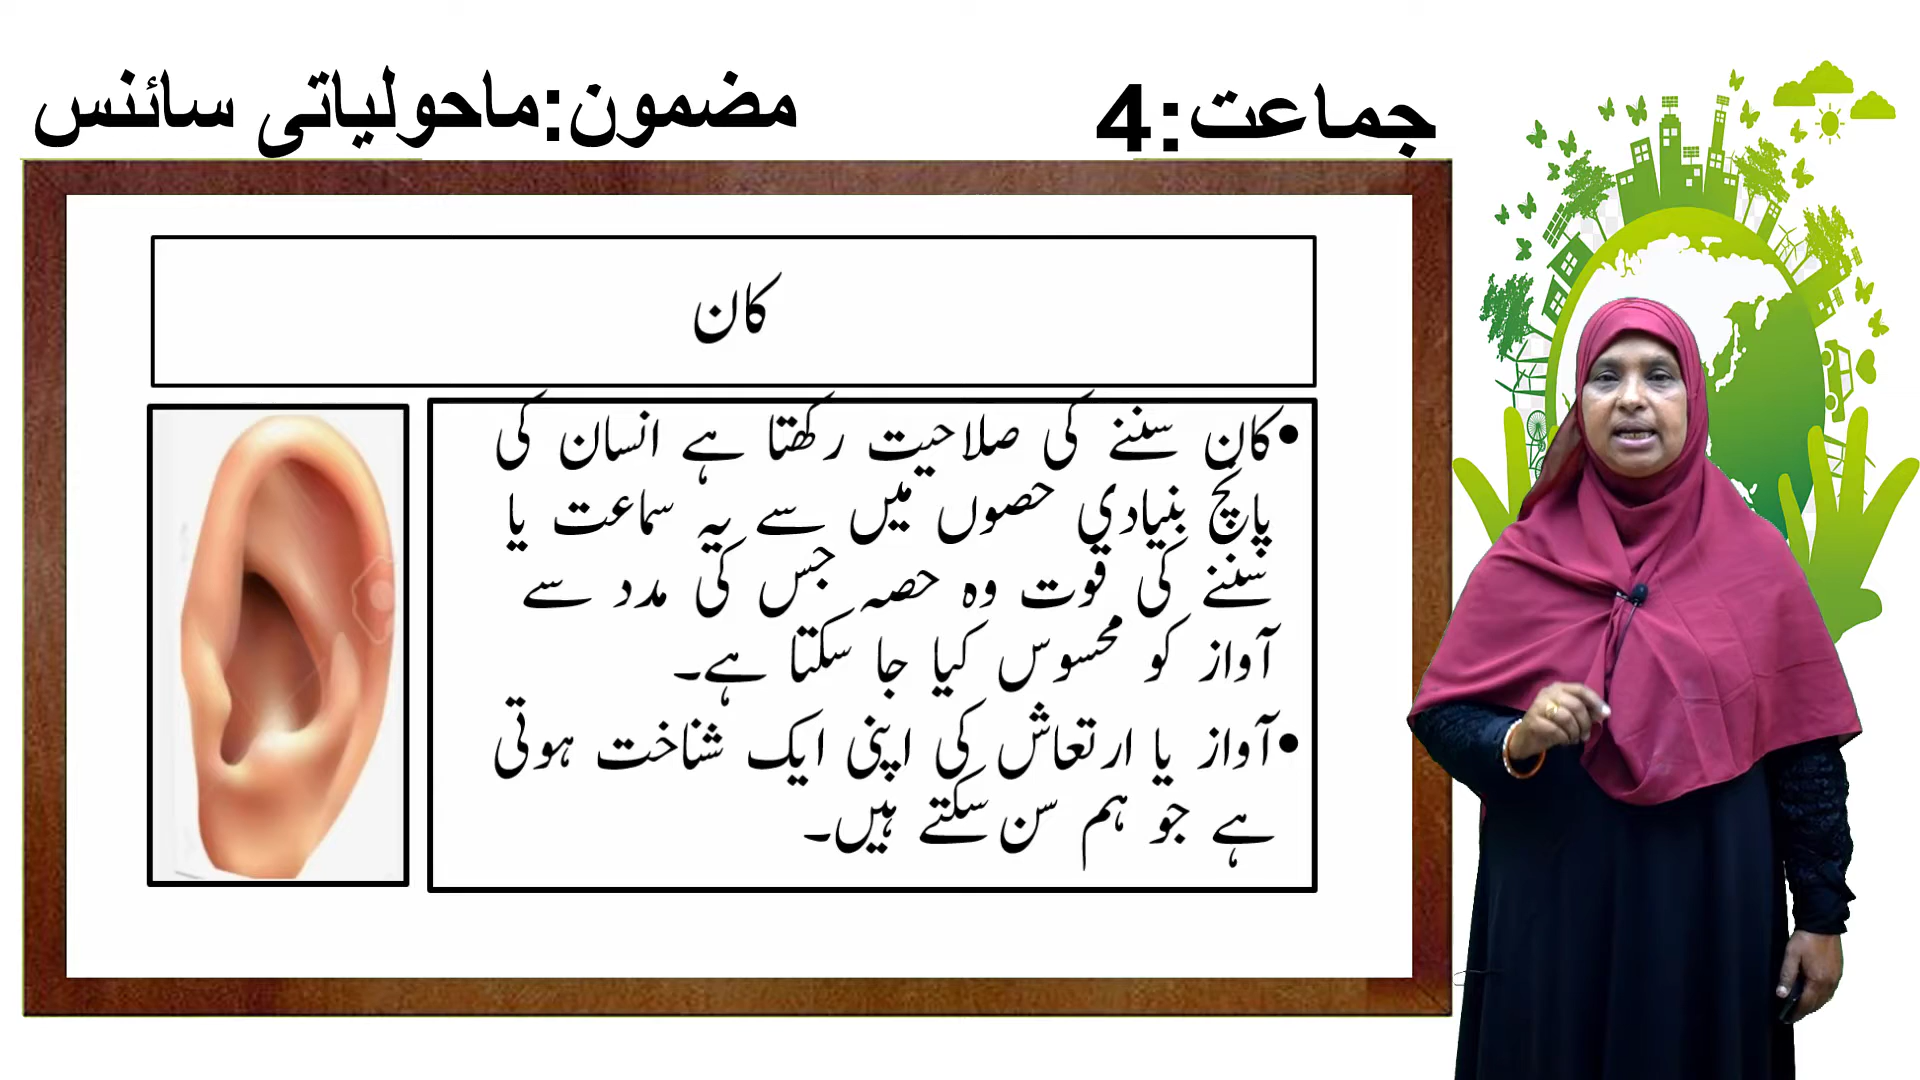 جماعت:4
مضمون:ماحولیاتی سائنس
کان
•کان سننے کی صلاحیت رکھتا ہے انسان کی
پانچ بنیادی حصوں میں سے یہ سماعت یا
سننے کی قوت وہ حصہ جس کی مدد سے
آواز کو محسوس کیا جا سکتا ہے۔
•آواز یا ارتعاش کی اپنی ایک شناخت ہوتی
ہے جو ہم سن سکتے ہیں۔